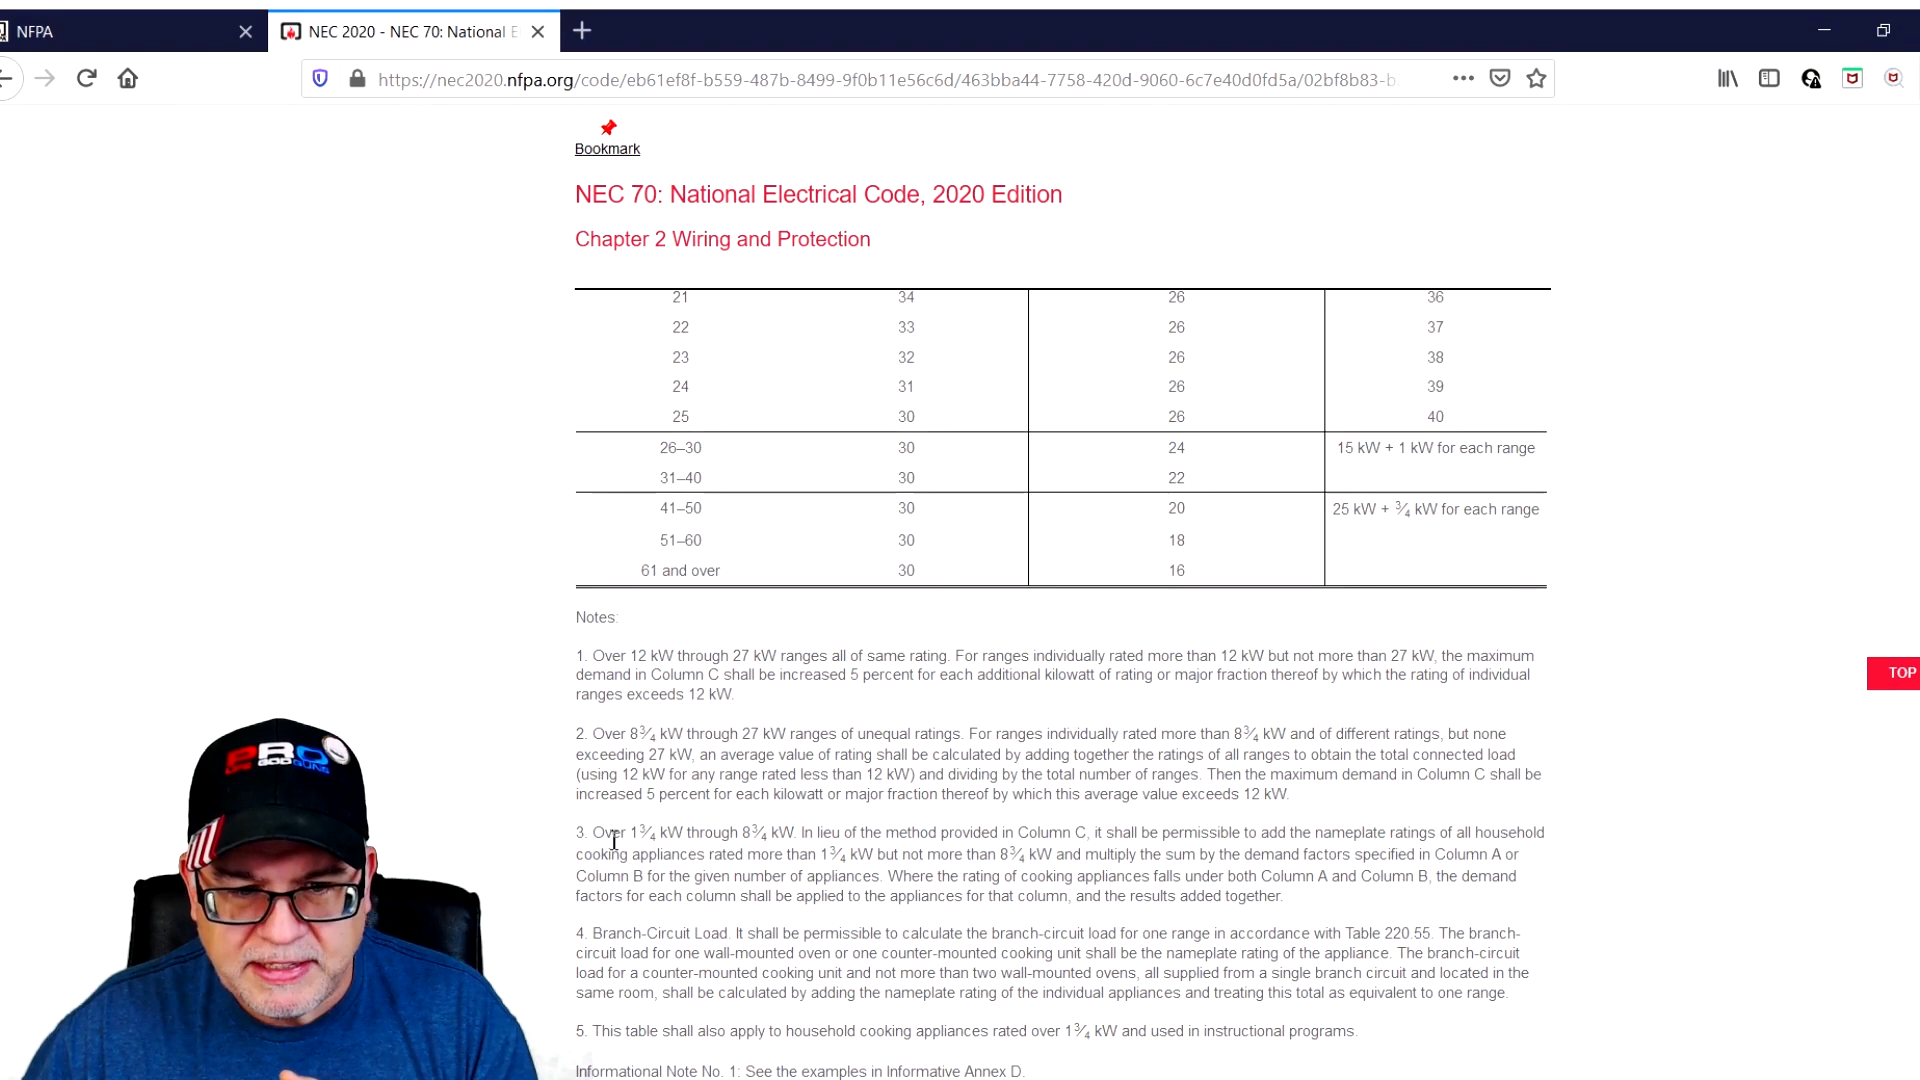 NFPA
NEC 2020 - NEC 70: National E
https://nec2020.nfpa.org/code/eb61ef8f-b559-487b-8499-9f0b11e56c6d/463bba44-7758-420d-9060-6c7e40d0fd5a/02bf8b83-b
Bookmark
NEC 70: National Electrical Code, 2020 Edition
Chapter 2 Wiring and Protection
21 34 26 36
22 33 26 37
23 32 26 38
24 31 26 39
25 30 26 40
26–30 30 24 15 kW + 1 kW for each range
31–40 30 22
41–50 30 20 25 kW + 3⁄4 kW for each range
51–60 30 18
61 and over 30 16
Notes:
1. Over 12 kW through 27 kW ranges all of same rating. For ranges individually rated more than 12 kW but not more than 27 kW, the maximum
demand in Column C shall be increased 5 percent for each additional kilowatt of rating or major fraction thereof by which the rating of individual
ranges exceeds 12 kW.
TOP
2. Over 83⁄4 kW through 27 kW ranges of unequal ratings. For ranges individually rated more than 83⁄4 kW and of different ratings, but none
exceeding 27 kW, an average value of rating shall be calculated by adding together the ratings of all ranges to obtain the total connected load
(using 12 kW for any range rated less than 12 kW) and dividing by the total number of ranges. Then the maximum demand in Column C shall be
increased 5 percent for each kilowatt or major fraction thereof by which this average value exceeds 12 kW.
3. Over 13⁄4 kW through 83⁄4 kW. In lieu of the method provided in Column C, it shall be permissible to add the nameplate ratings of all household
cooking appliances rated more than 13⁄4 kW but not more than 83⁄4 kW and multiply the sum by the demand factors specified in Column A or
Column B for the given number of appliances. Where the rating of cooking appliances falls under both Column A and Column B, the demand
factors for each column shall be applied to the appliances for that column, and the results added together.
4. Branch-Circuit Load. It shall be permissible to calculate the branch-circuit load for one range in accordance with Table 220.55. The branch-
circuit load for one wall-mounted oven or one counter-mounted cooking unit shall be the nameplate rating of the appliance. The branch-circuit
load for a counter-mounted cooking unit and not more than two wall-mounted ovens, all supplied from a single branch circuit and located in the
same room, shall be calculated by adding the nameplate rating of the individual appliances and treating this total as equivalent to one range.
5. This table shall also apply to household cooking appliances rated over 13⁄4 kW and used in instructional programs.
Informational Note No. 1: See the examples in Informative Annex D.
PRO
LIFE GOD GUNS